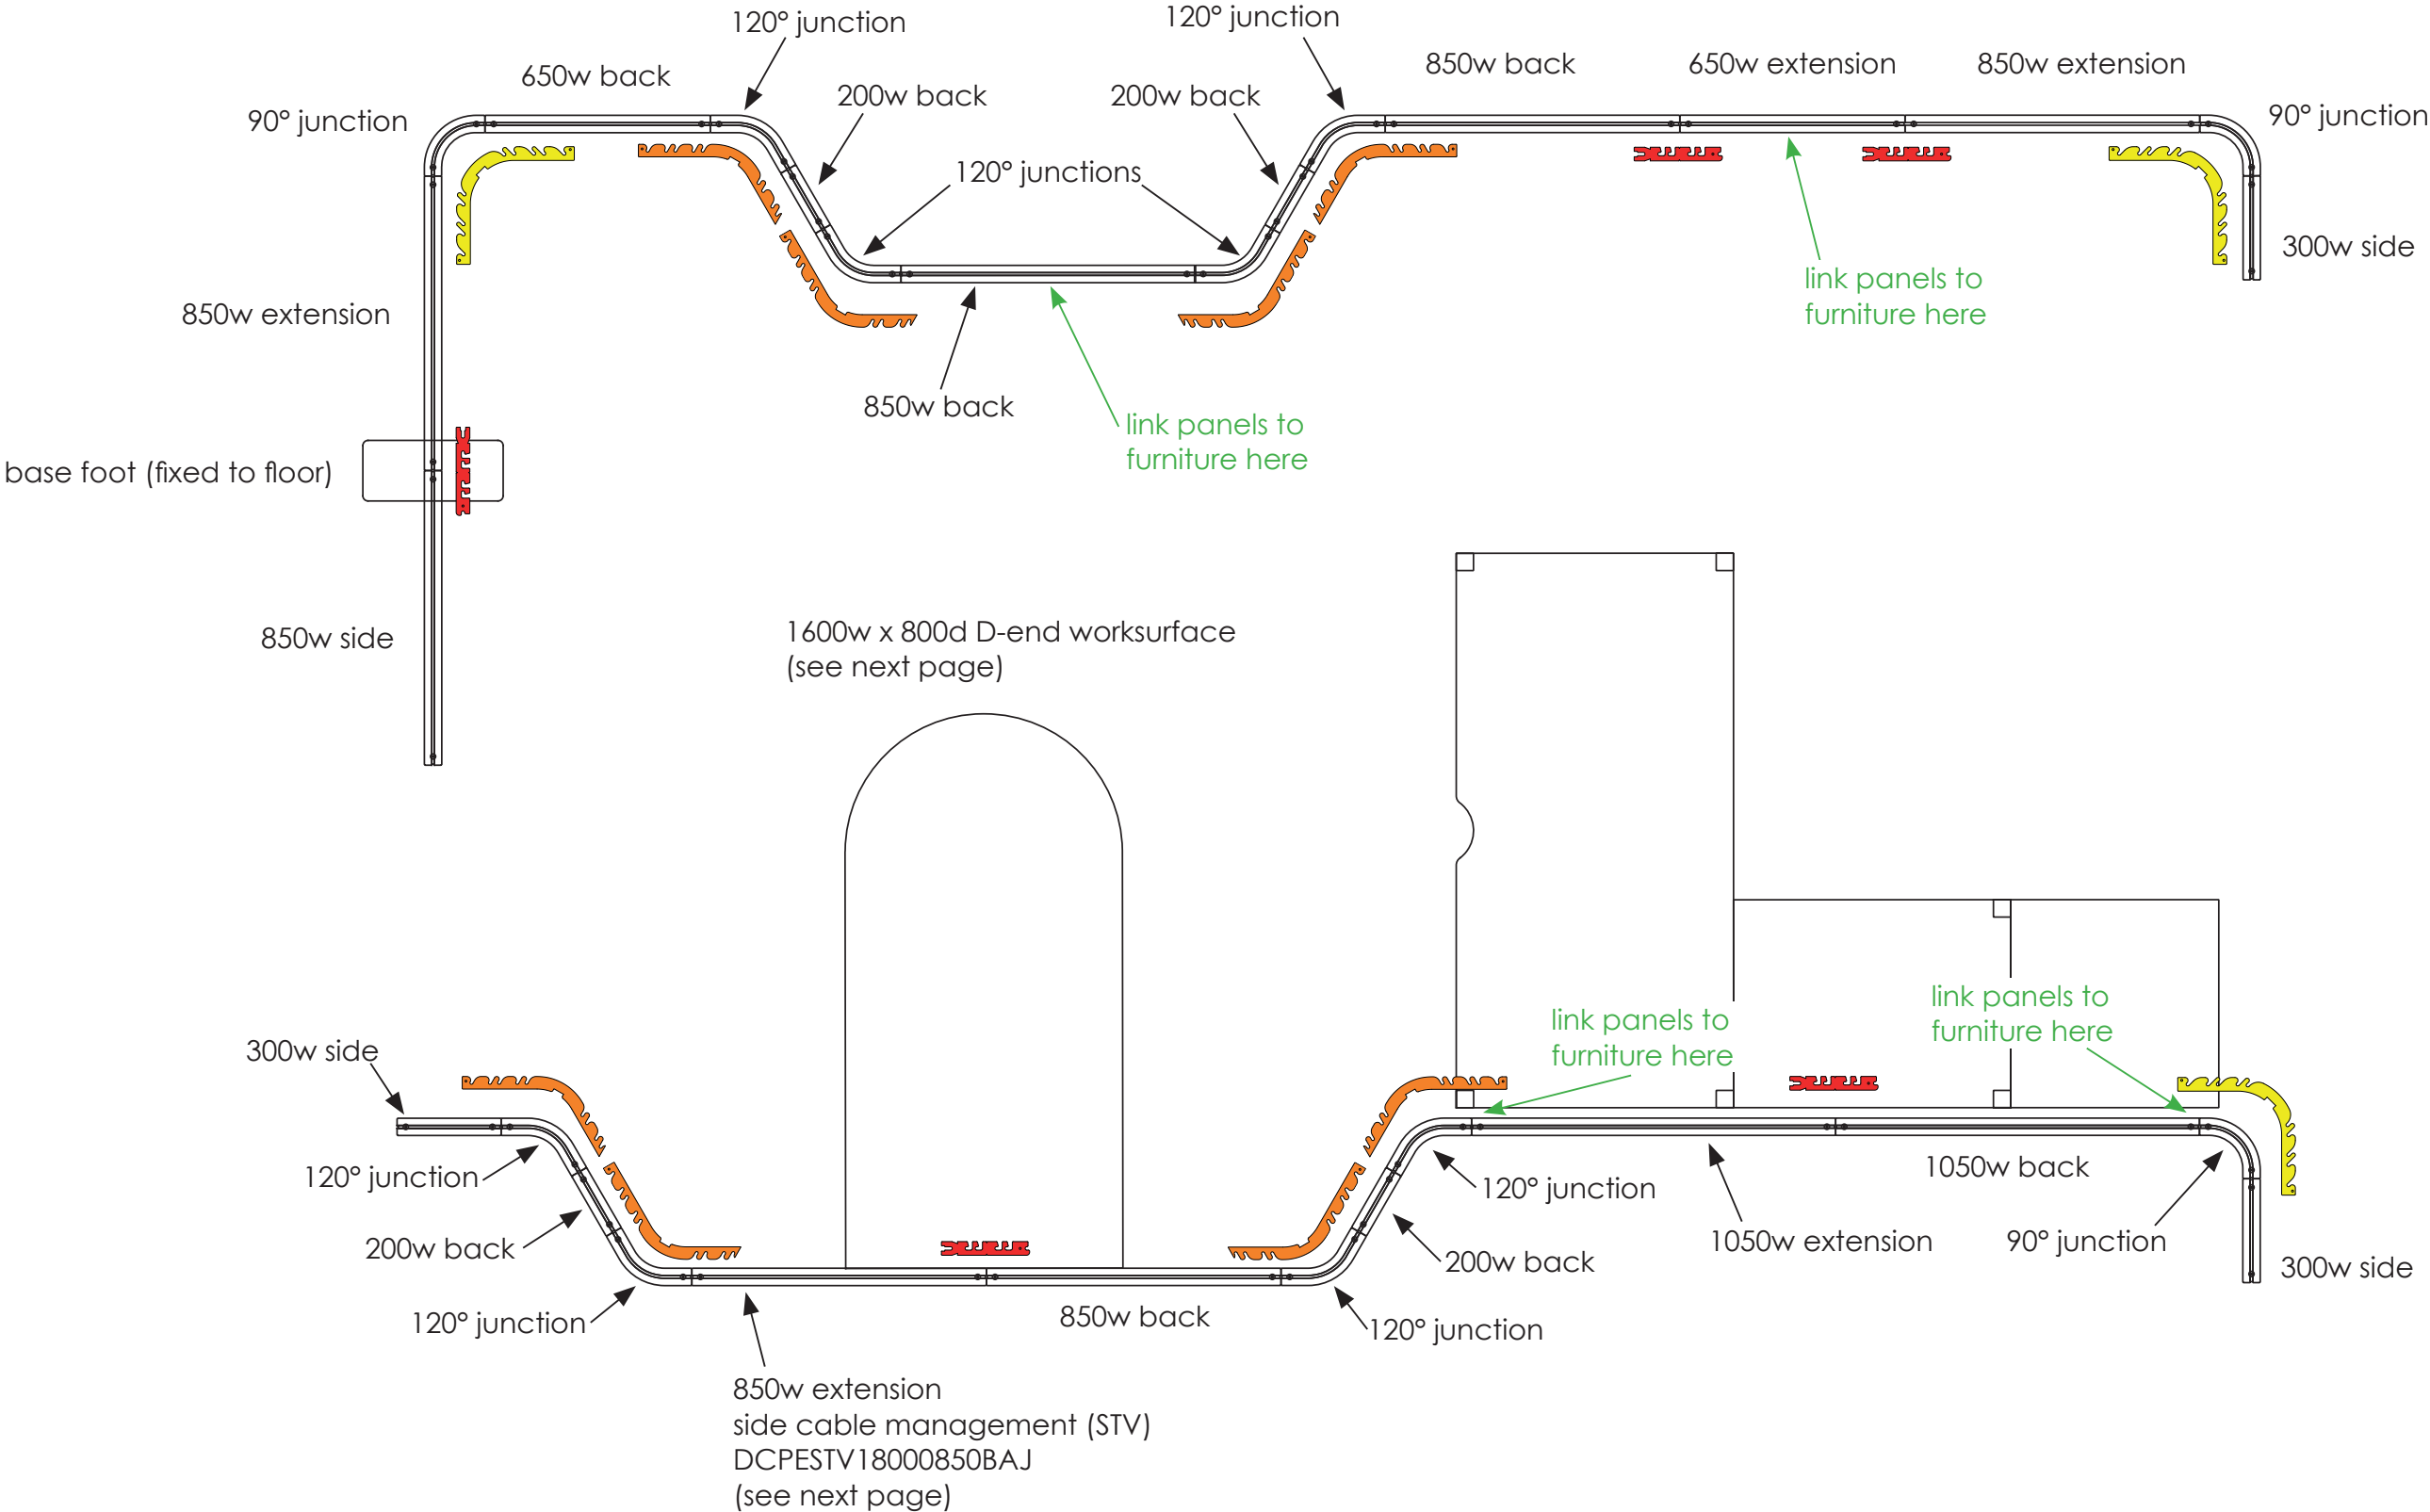 120° junction
120° junction
650w back
850w back
650w extension
850w extension
200w back
200w back
90° junction
90° junction
120° junctions
300w side
link panels to
furniture here
850w extension
850w back
link panels to
furniture here
base foot (fixed to floor)
850w side
1600w x 800d D-end worksurface
(see next page)
link panels to
furniture here
link panels to
furniture here
300w side
120° junction
1050w back
120° junction
200w back
1050w extension
90° junction
200w back
300w side
120° junction
850w back
120° junction
850w extension
side cable management (STV)
DCPESTV18000850BAJ
(see next page)